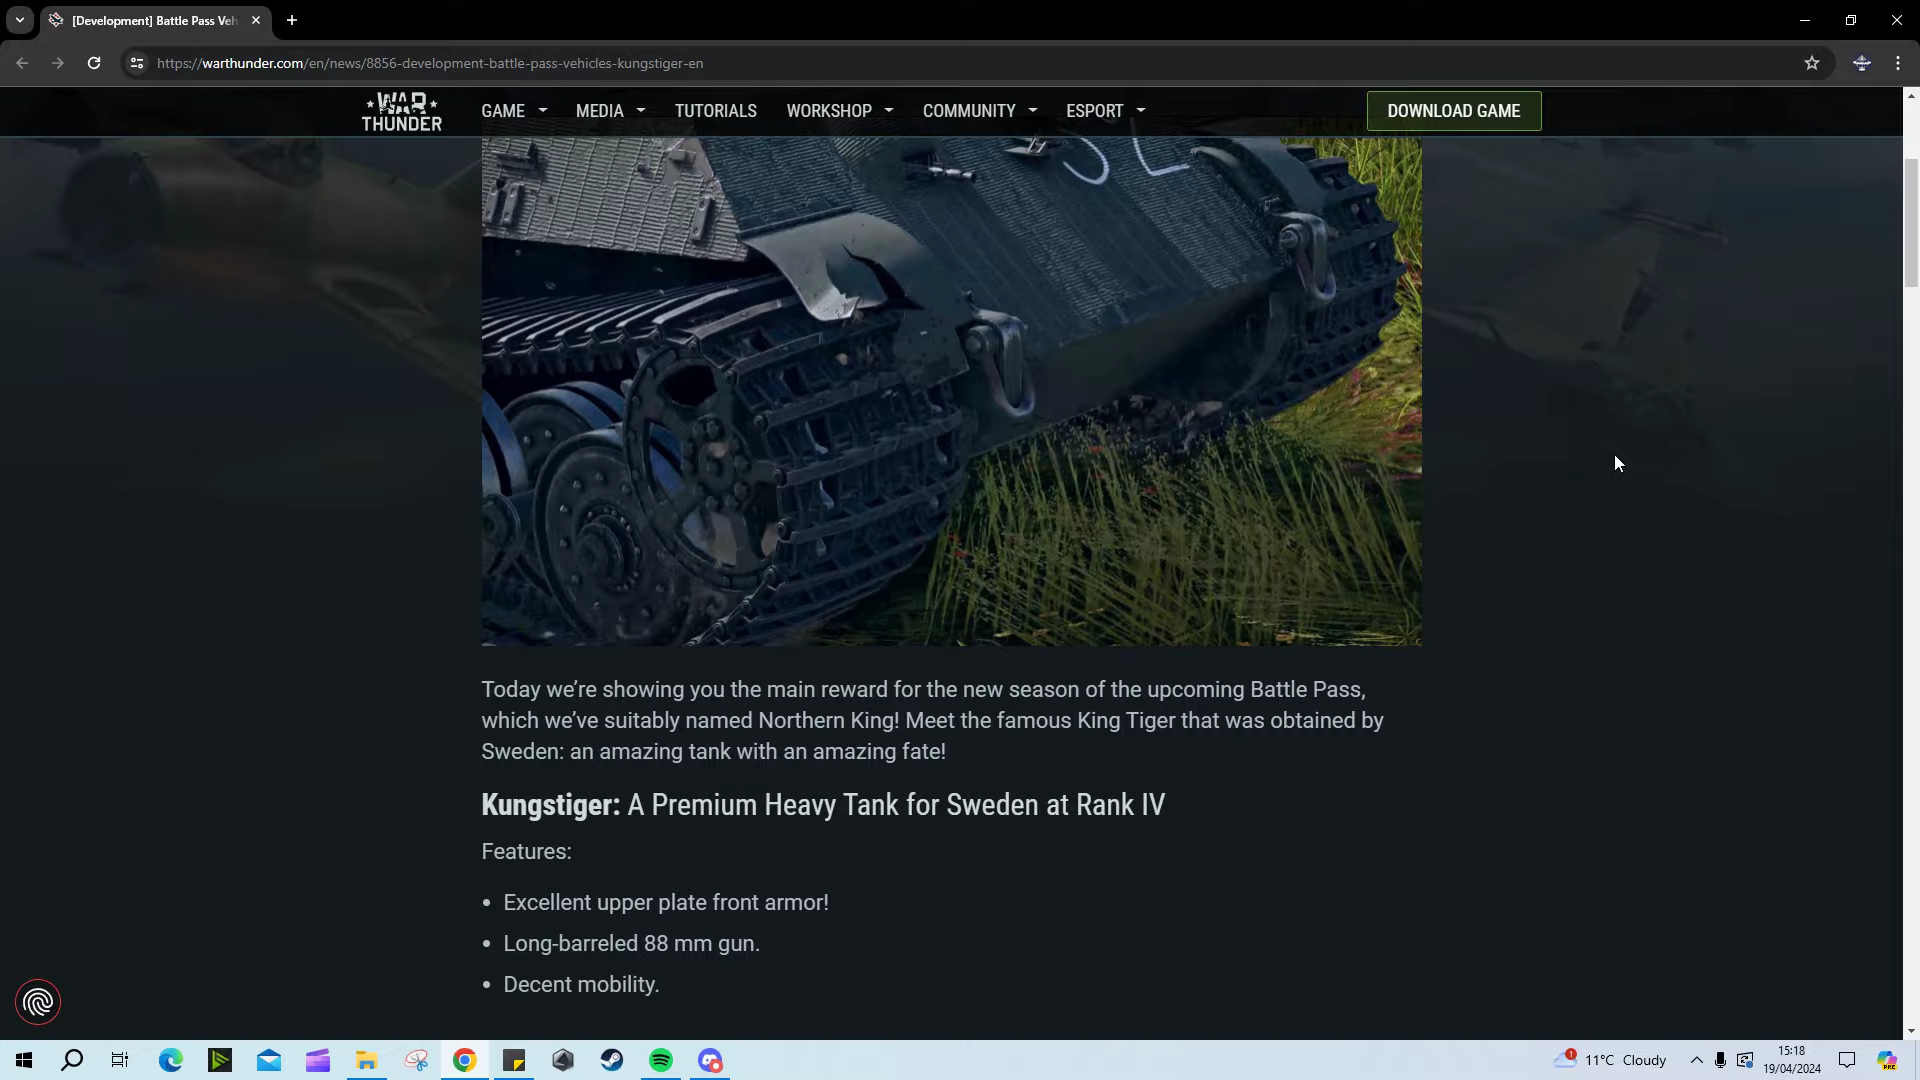 [Development] Battle Pass Veh
https://warthunder.com/en/news/8856-development-battle-pass-vehicles-kungstiger-en
WAR THUNDER
GAME
MEDIA
TUTORIALS
WORKSHOP
COMMUNITY
ESPORT
DOWNLOAD GAME
Today we’re showing you the main reward for the new season of the upcoming Battle Pass,
which we’ve suitably named Northern King! Meet the famous King Tiger that was obtained by
Sweden: an amazing tank with an amazing fate!
Kungstiger: A Premium Heavy Tank for Sweden at Rank IV
Features:
• Excellent upper plate front armor!
• Long-barreled 88 mm gun.
• Decent mobility.
1
11°C Cloudy
15:18
19/04/2024
PRE